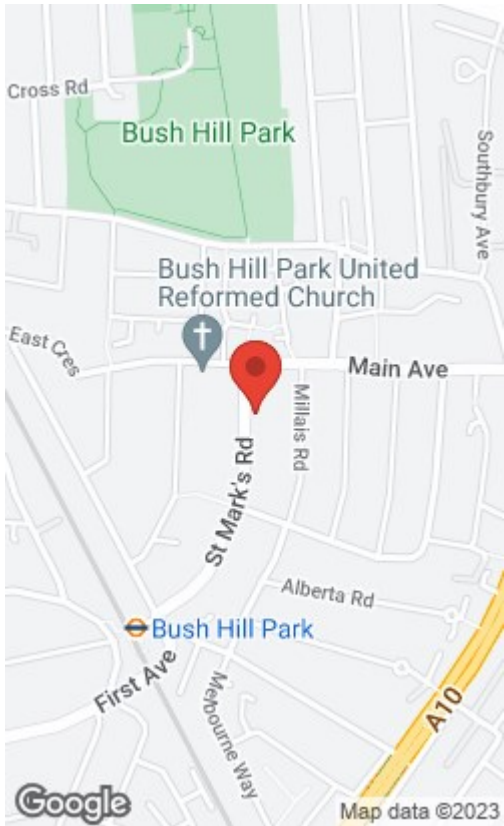 Cross Rd
Bush Hill Park
Southbury Ave
Bush Hill Park United
Reformed Church
East Cres
Main Ave
Millais Rd
St Mark's Rd
Alberta Rd
Bush Hill Park
First Ave
Melbourne Way
A10
Google
Map data ©2023